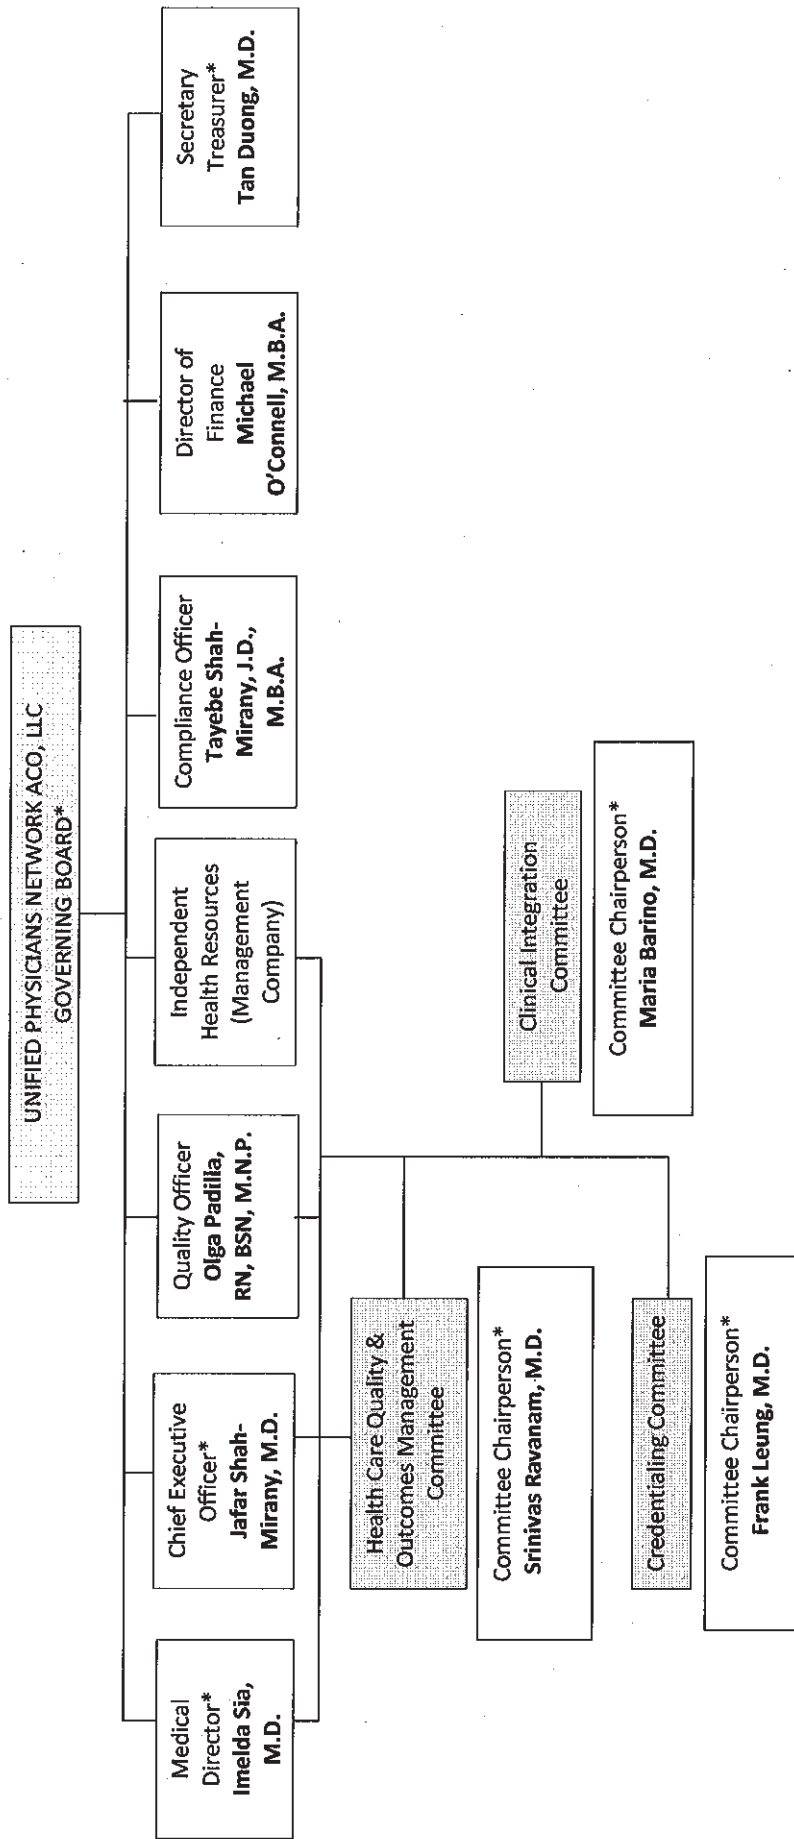 UNIFIED PHYSICIANS NETWORK ACO, LLC
GOVERNING BOARD*
Medical
Director*
Imelda Sia,
M.D.
Chief Executive
Officer*
Jafar Shah-
Mirany, M.D.
Quality Officer
Olga Padilla,
RN, BSN, M.N.P.
Independent
Health Resources
(Management
Company)
Compliance Officer
Tayebe Shah-
Mirany, J.D.,
M.B.A.
Director of
Finance
Michael
O'Connell, M.B.A.
Secretary
Treasurer*
Tan Duong, M.D.
Health Care Quality &
Outcomes Management
Committee
Committee Chairperson*
Srinivas Ravanam, M.D.
Clinical Integration
Committee
Committee Chairperson*
Maria Barino, M.D.
Credentialing Committee
Committee Chairperson*
Frank Leung, M.D.